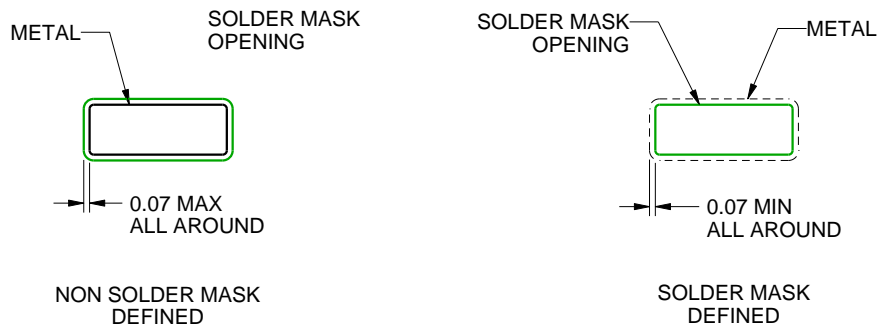 METAL
SOLDER MASK
OPENING
0.07 MAX
ALL AROUND
NON SOLDER MASK
DEFINED
SOLDER MASK
OPENING
METAL
0.07 MIN
ALL AROUND
SOLDER MASK
DEFINED